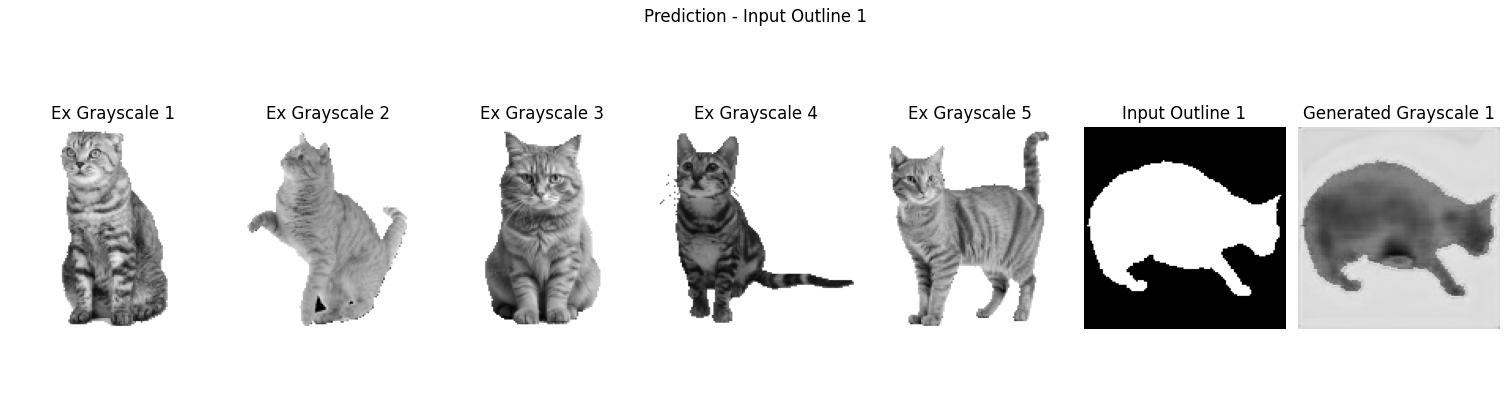 Prediction - Input Outline 1
Ex Grayscale 1
Ex Grayscale 2
Ex Grayscale 3
Ex Grayscale 4
Ex Grayscale 5
Input Outline 1
Generated Grayscale 1